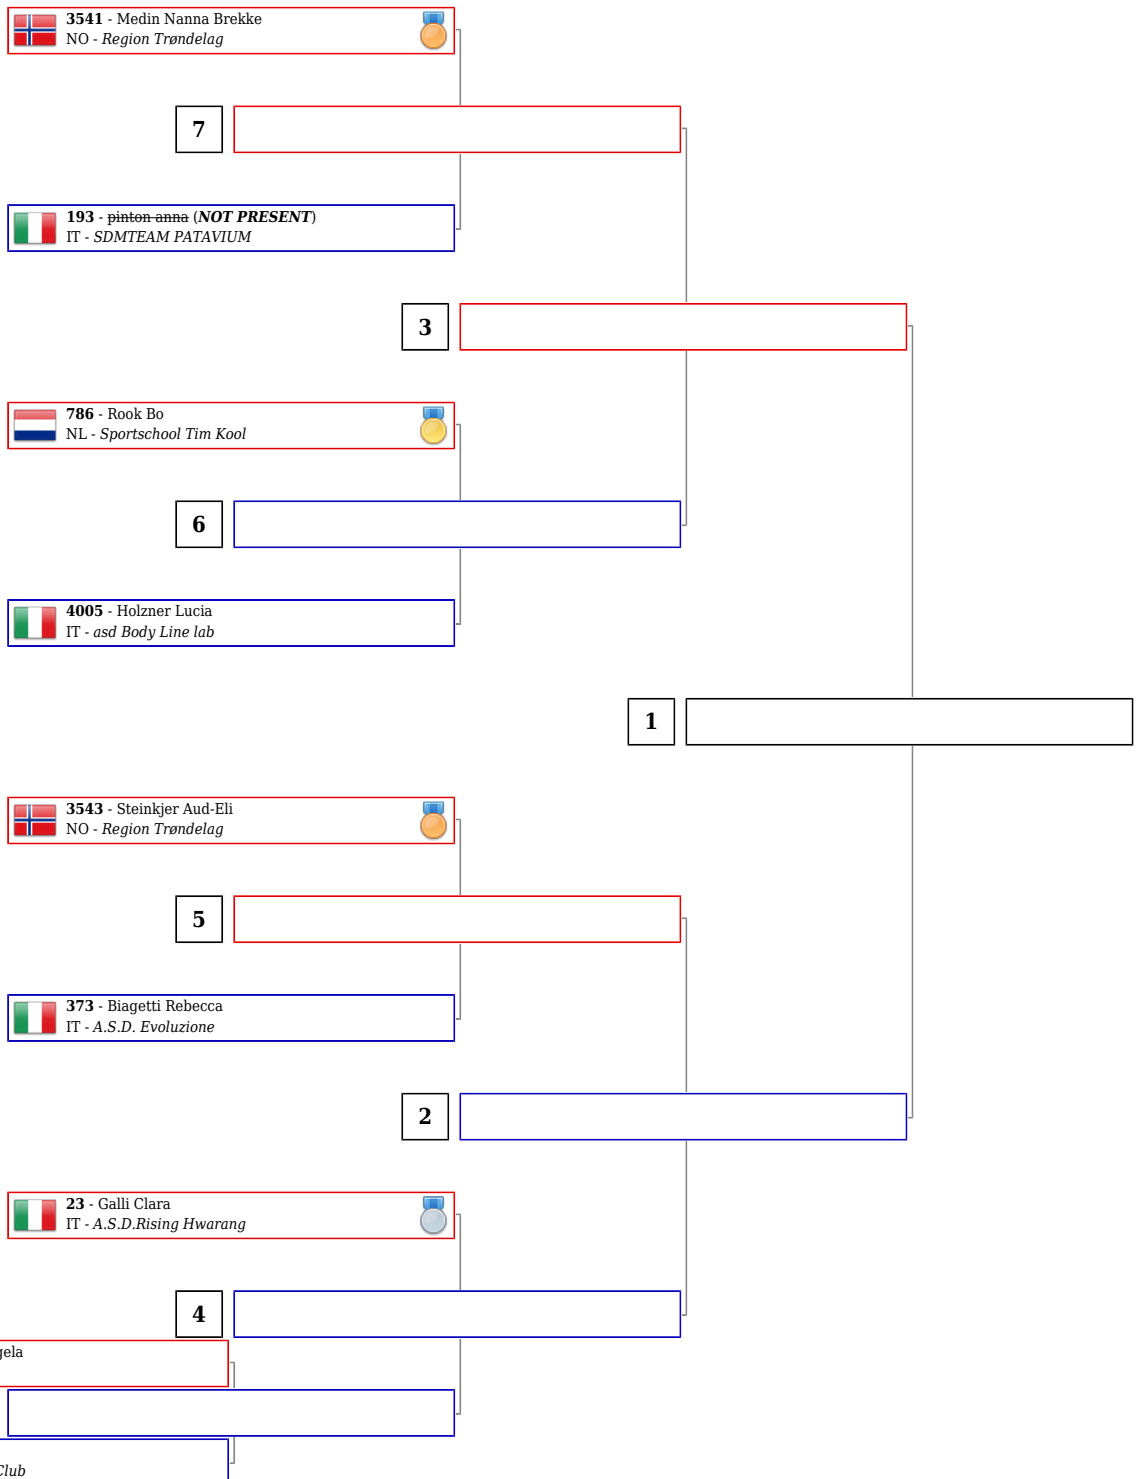 3541 - Medin Nanna Brekke
NO - Region Trøndelag
7
193 - pinton anna (NOT PRESENT)
IT - SDMTEAM PATAVIUM
3
786 - Rook Bo
NL - Sportschool Tim Kool
6
4005 - Holzner Lucia
IT - asd Body Line lab
1
3543 - Steinkjer Aud-Eli
NO - Region Trøndelag
5
373 - Biagetti Rebecca
IT - A.S.D. Evoluzione
2
23 - Galli Clara
IT - A.S.D.Rising Hwarang
4
gela
Club